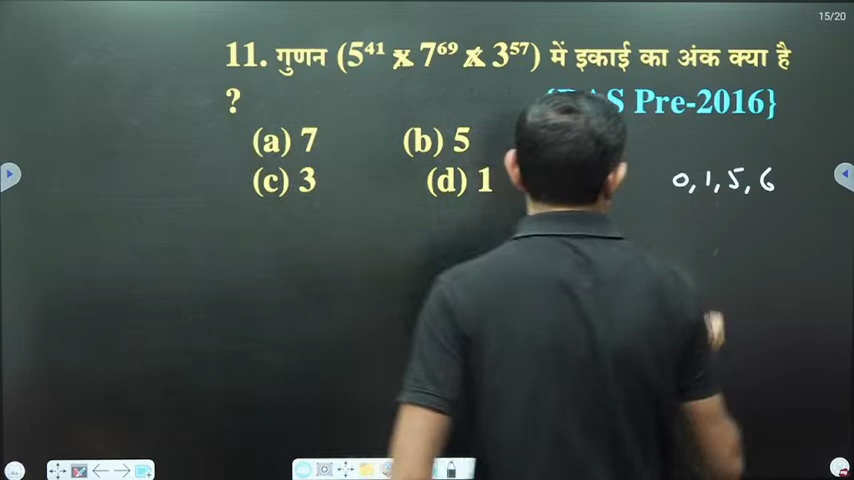 15/20
11. गुणन (5⁴¹ x 7⁶⁹ x 3⁵⁷) में इकाई का अंक क्या है
? Pre-2016}
(a) 7 (b) 5
(c) 3 (d) 1 0, 1, 5, 6